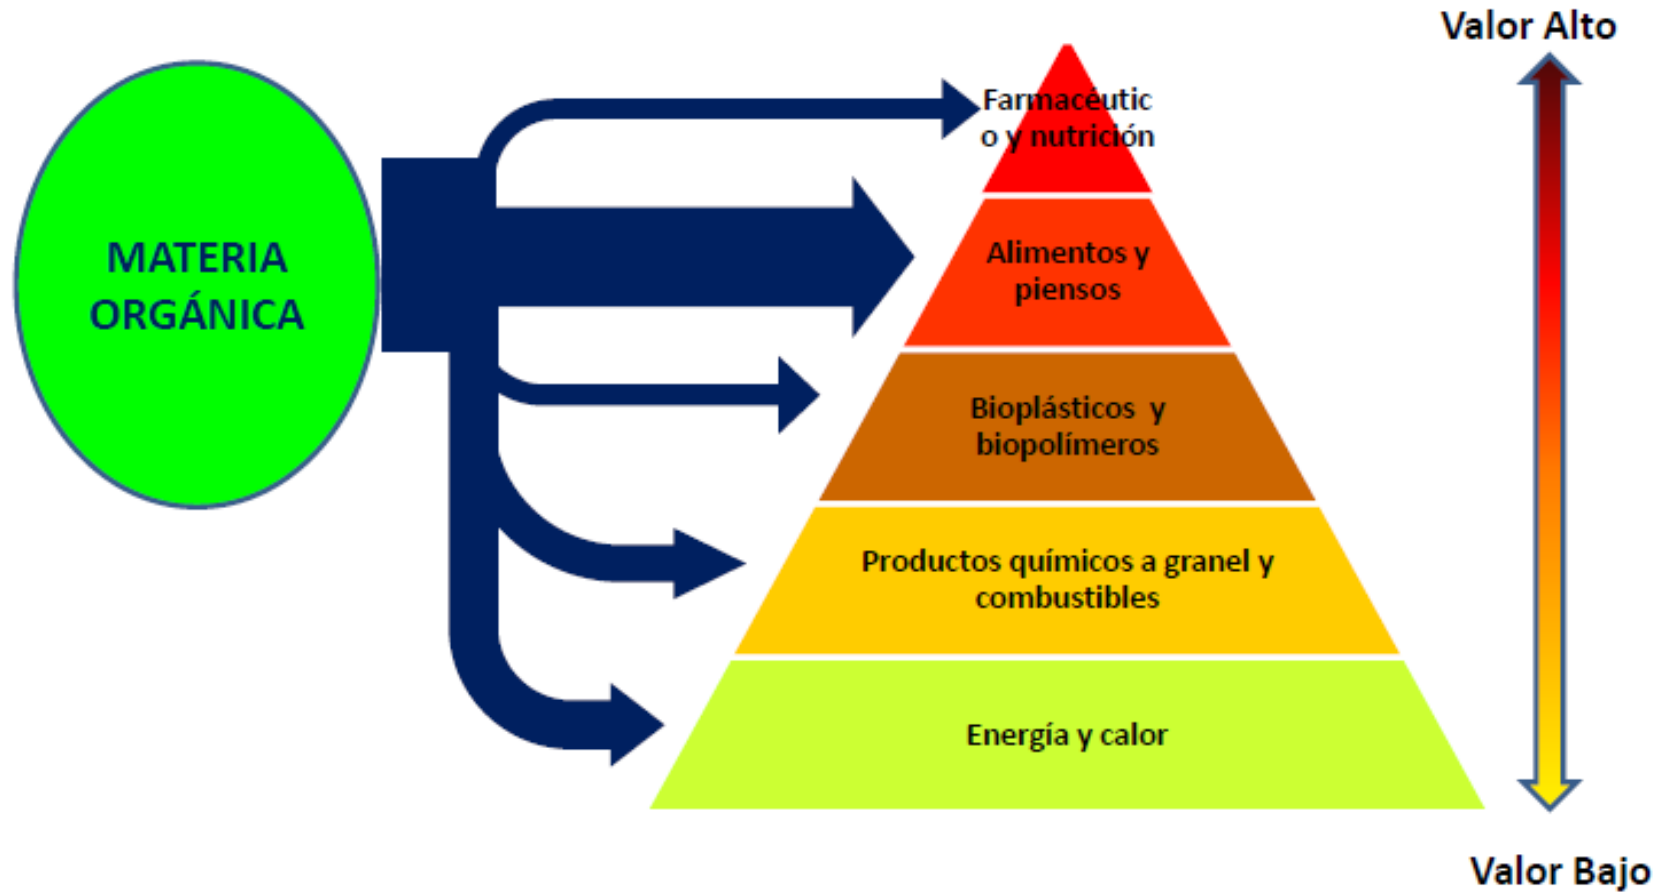 Valor Alto
Farmacéutic
o y nutrición
MATERIA
ORGÁNICA
Alimentos y
piensos
Bioplásticos y
biopolímeros
Productos químicos a granel y
combustibles
Energía y calor
Valor Bajo